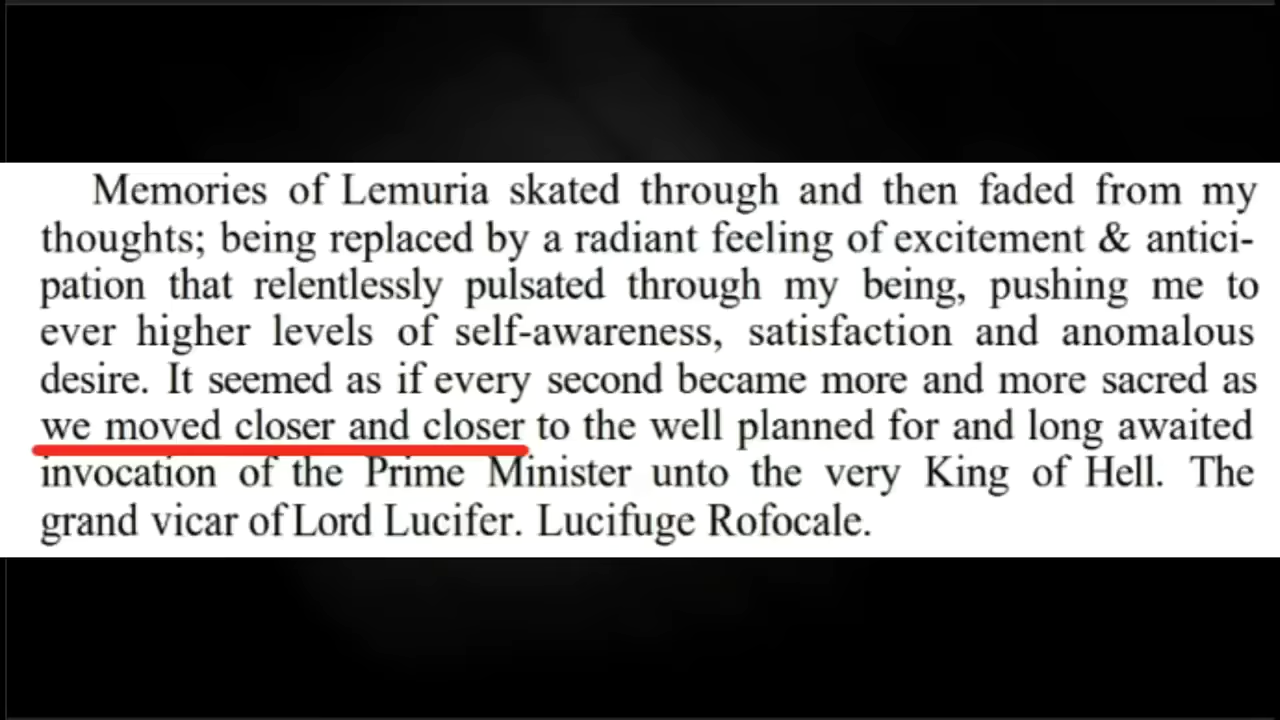 Memories of Lemuria skated through and then faded from my
thoughts; being replaced by a radiant feeling of excitement & antici-
pation that relentlessly pulsated through my being, pushing me to
ever higher levels of self-awareness, satisfaction and anomalous
desire. It seemed as if every second became more and more sacred as
we moved closer and closer to the well planned for and long awaited
invocation of the Prime Minister unto the very King of Hell. The
grand vicar of Lord Lucifer. Lucifuge Rofocale.